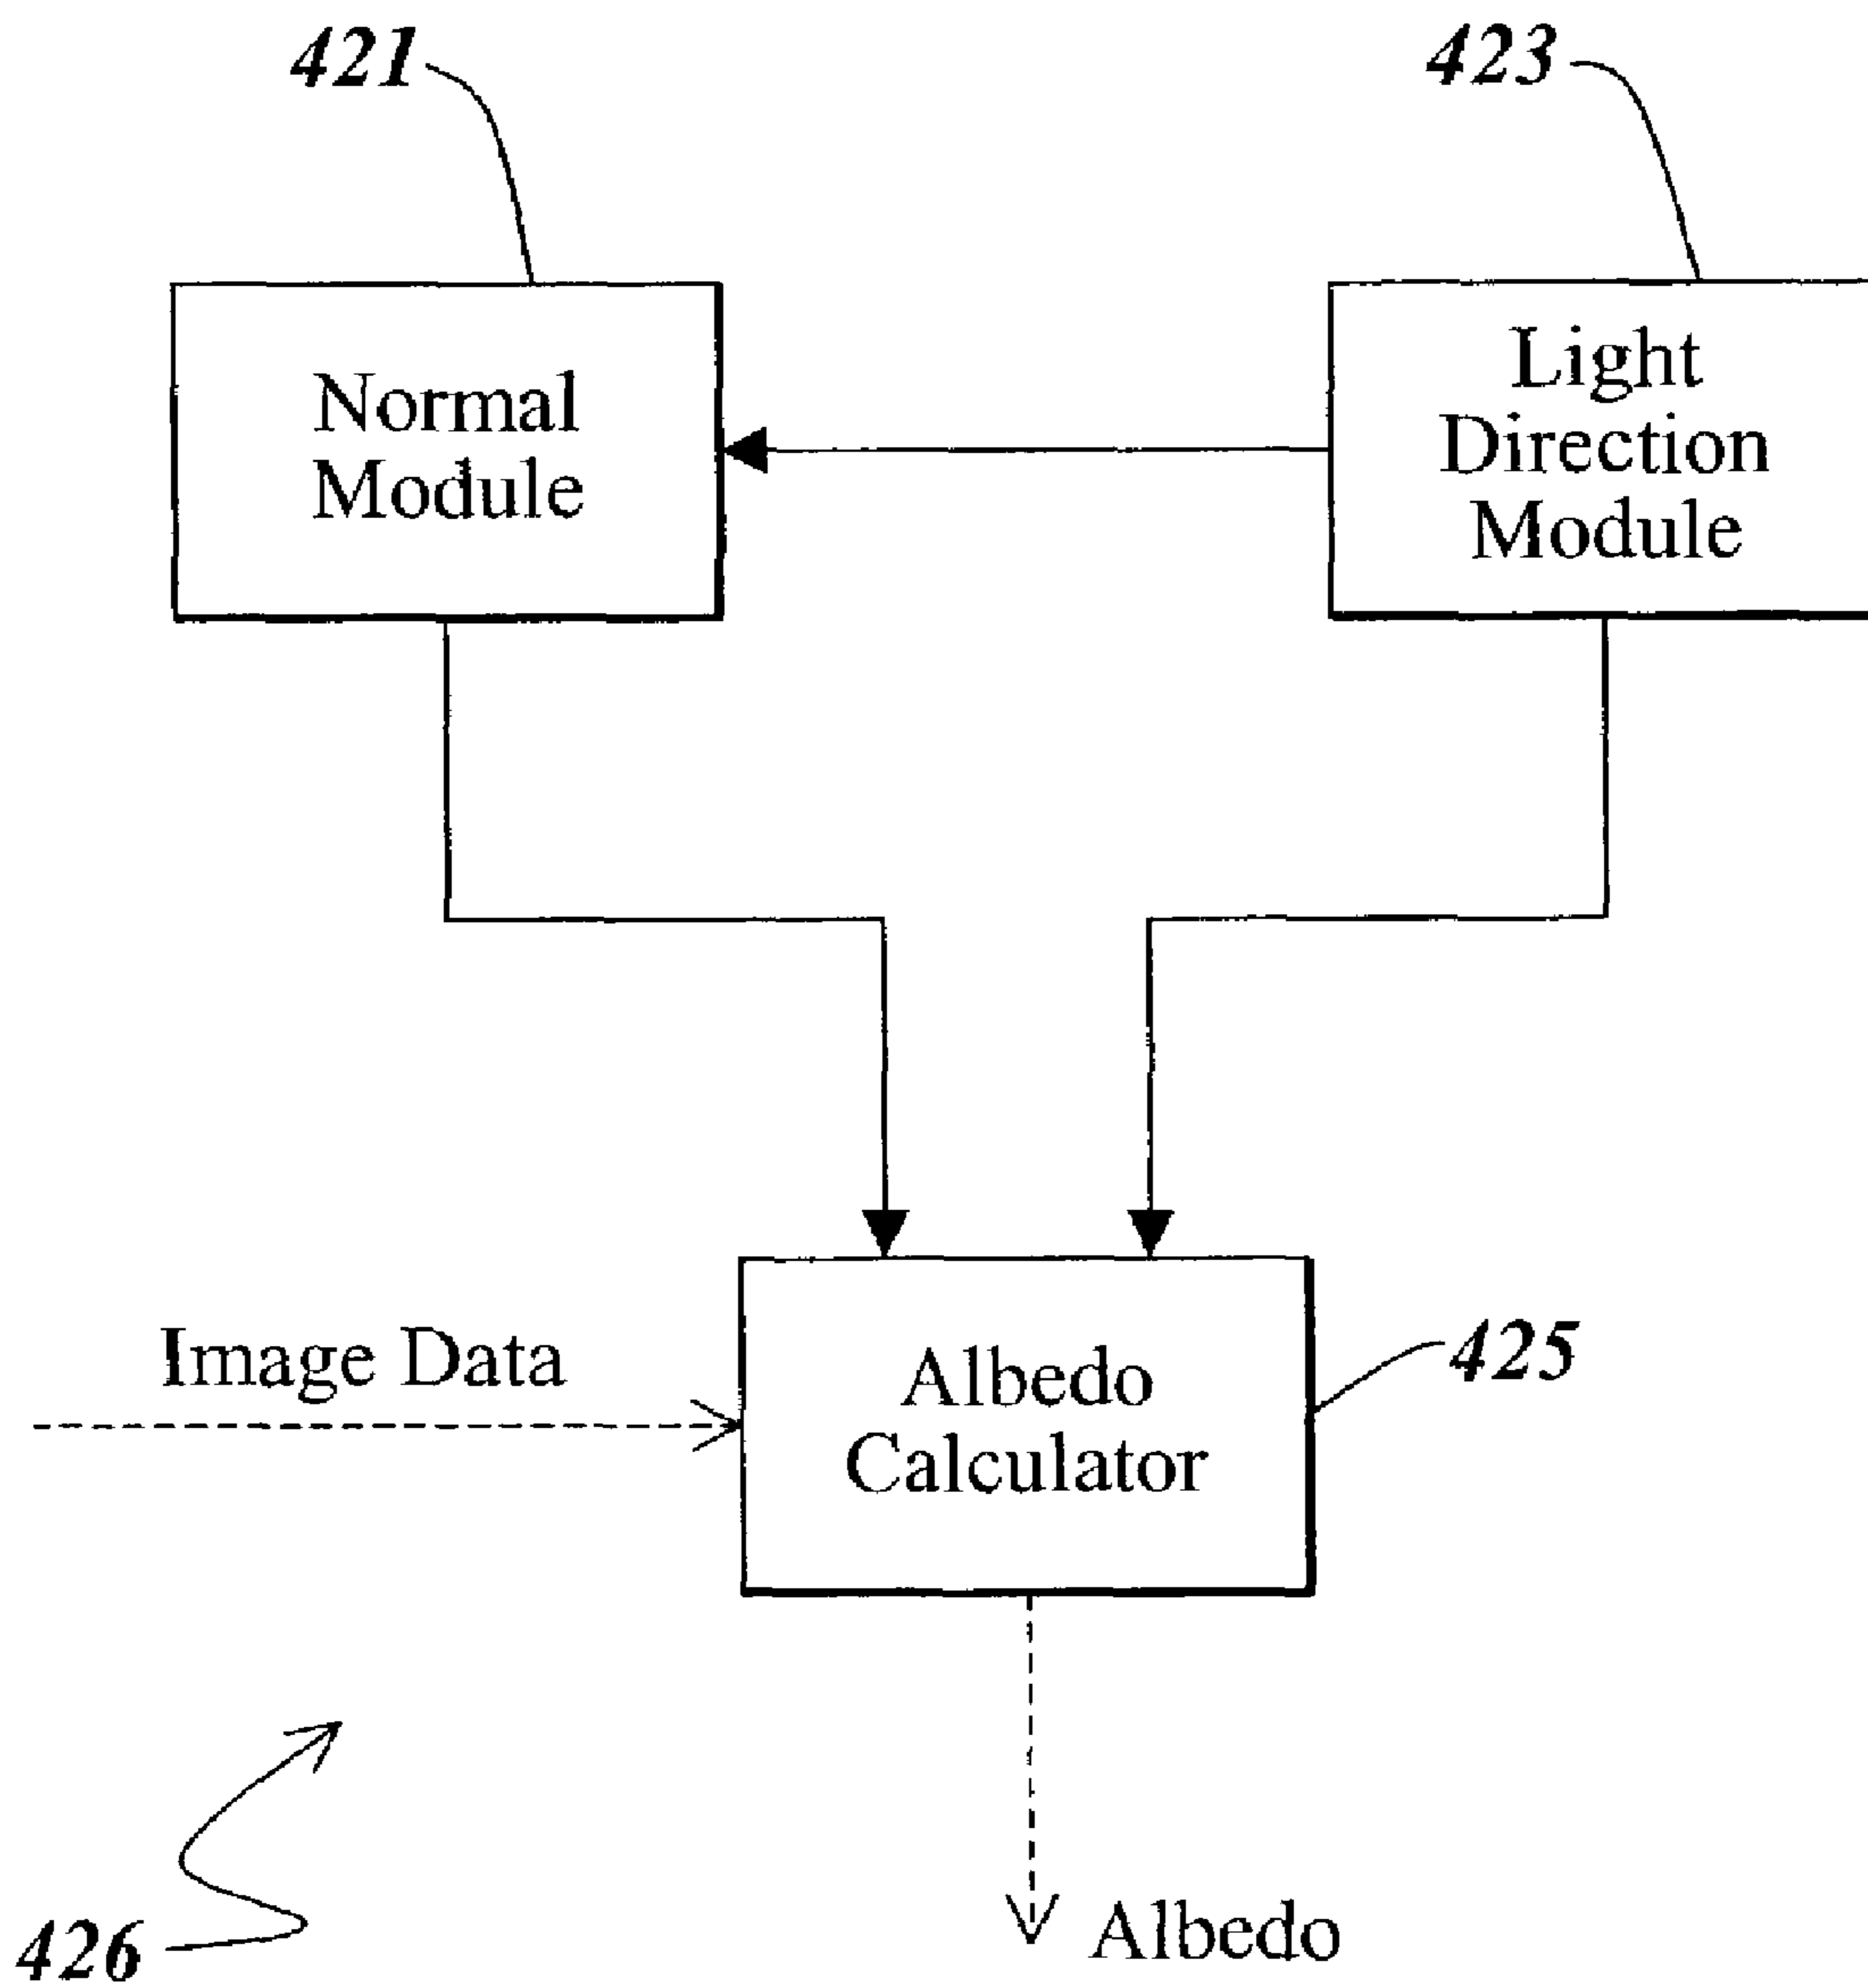 421
423
Normal
Module
Light
Direction
Module
Image Data
Albedo
Calculator
425
426
Albedo